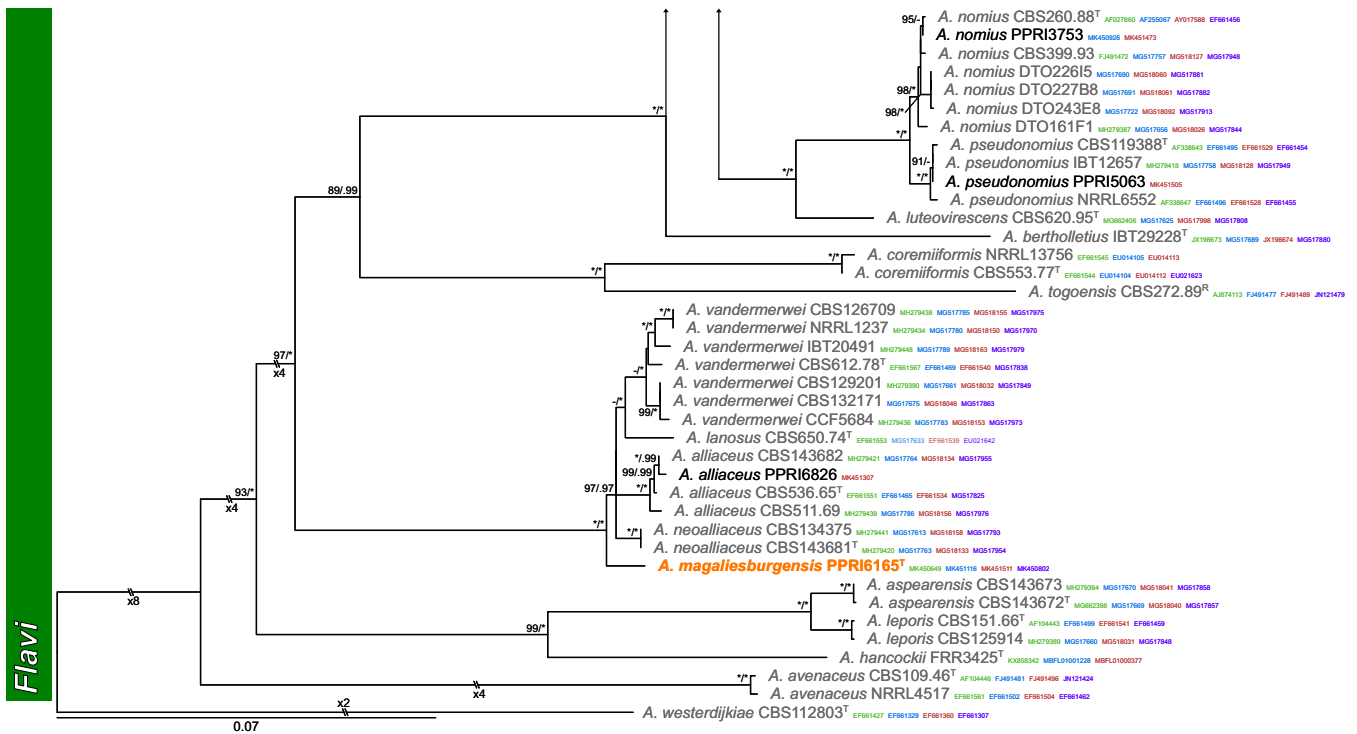 95/- A. nomius CBS260.88T AF027860 AF255067 AY017588 EF661456
A. nomius PPRI3753 MK450926 MK451473
A. nomius CBS399.93 FJ491472 MG517757 MG518127 MG517948
A. nomius DTO226I5 MG517690 MG518060 MG517881
98/* A. nomius DTO227B8 MG517691 MG518061 MG517882
*/* 98/* A. nomius DTO243E8 MG517722 MG518092 MG517913
*/* A. nomius DTO161F1 MH279387 MG517656 MG518026 MG517844
A. pseudonomius CBS119388T AF338643 EF661495 EF661529 EF661454
91/- A. pseudonomius IBT12657 MH279418 MG517758 MG518128 MG517949
*/* */* A. pseudonomius PPRI5063 MK451505
89/.99 A. pseudonomius NRRL6552 AF338647 EF661496 EF661528 EF661455
A. luteovirescens CBS620.95T MG662406 MG517625 MG517998 MG517808
A. bertholletius IBT29228T JX198673 MG517689 JX198674 MG517880
*/* A. coremiiformis NRRL13756 EF661545 EU014105 EU014113
*/* A. coremiiformis CBS553.77T EF661544 EU014104 EU014112 EU021623
A. togoensis CBS272.89R AJ874113 FJ491477 FJ491489 JN121479
*/* A. vandermerwei CBS126709 MH279438 MG517785 MG518155 MG517975
*/* A. vandermerwei NRRL1237 MH279434 MG517780 MG518150 MG517970
A. vandermerwei IBT20491 MH279448 MG517789 MG518163 MG517979
97/* x4 -/* A. vandermerwei CBS612.78T EF661567 EF661469 EF661540 MG517838
A. vandermerwei CBS129201 MH279390 MG517661 MG518032 MG517849
-/* A. vandermerwei CBS132171 MG517675 MG518046 MG517863
99/* A. vandermerwei CCF5684 MH279436 MG517783 MG518153 MG517973
A. lanosus CBS650.74T EF661553 MG517633 EF661539 EU021642
*/.99 A. alliaceus CBS143682 MH279421 MG517764 MG518134 MG517955
99/.99 A. alliaceus PPRI6826 MK451307
93/* x4 97/.97 */* A. alliaceus CBS536.65T EF661551 EF661465 EF661534 MG517825
A. alliaceus CBS511.69 MH279439 MG517786 MG518156 MG517976
*/* */* A. neoalliaceus CBS134375 MH279441 MG517613 MG518158 MG517793
A. neoalliaceus CBS143681T MH279420 MG517763 MG518133 MG517954
A. magaliesburgensis PPRI6165T MK450649 MK451116 MK451511 MK450802
*/* A. aspearensis CBS143673 MH279394 MG517670 MG518041 MG517858
x8 */* A. aspearensis CBS143672T MG662398 MG517669 MG518040 MG517857
99/* */* A. leporis CBS151.66T AF104443 EF661499 EF661541 EF661459
A. leporis CBS125914 MH279389 MG517660 MG518031 MG517848
A. hancockii FRR3425T KX858342 MBFL01001228 MBFL01000377
*/* A. avenaceus CBS109.46T AF104446 FJ491481 FJ491496 JN121424
x4 A. avenaceus NRRL4517 EF661561 EF661502 EF661504 EF661462
x2 A. westerdijkiae CBS112803T EF661427 EF661329 EF661360 EF661307
0.07
Flavi